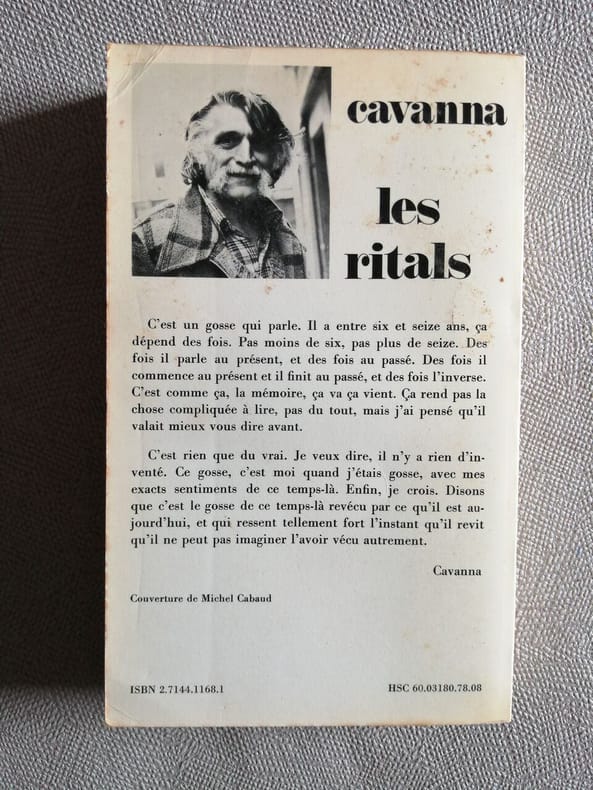 cavanna
les
ritals
C'est un gosse qui parle. Il a entre six et seize ans, ça
dépend des fois. Pas moins de six, pas plus de seize. Des
fois il parle au présent, et des fois au passé. Des fois il
commence au présent et il finit au passé, et des fois l'inverse.
C'est comme ça, la mémoire, ça va ça vient. Ça rend pas la
chose compliquée à lire, pas du tout, mais j'ai pensé qu'il
valait mieux vous dire avant.
C'est rien que du vrai. Je veux dire, il n'y a rien d'in-
venté. Ce gosse, c'est moi quand j'étais gosse, avec mes
exacts sentiments de ce temps-là. Enfin, je crois. Disons
que c'est le gosse de ce temps-là revécu par ce qu'il est au-
jourd'hui, et qui ressent tellement fort l'instant qu'il revit
qu'il ne peut pas imaginer l'avoir vécu autrement.
Cavanna
Couverture de Michel Cabaud
ISBN 2.7144.1168.1
HSC 60.03180.78.08